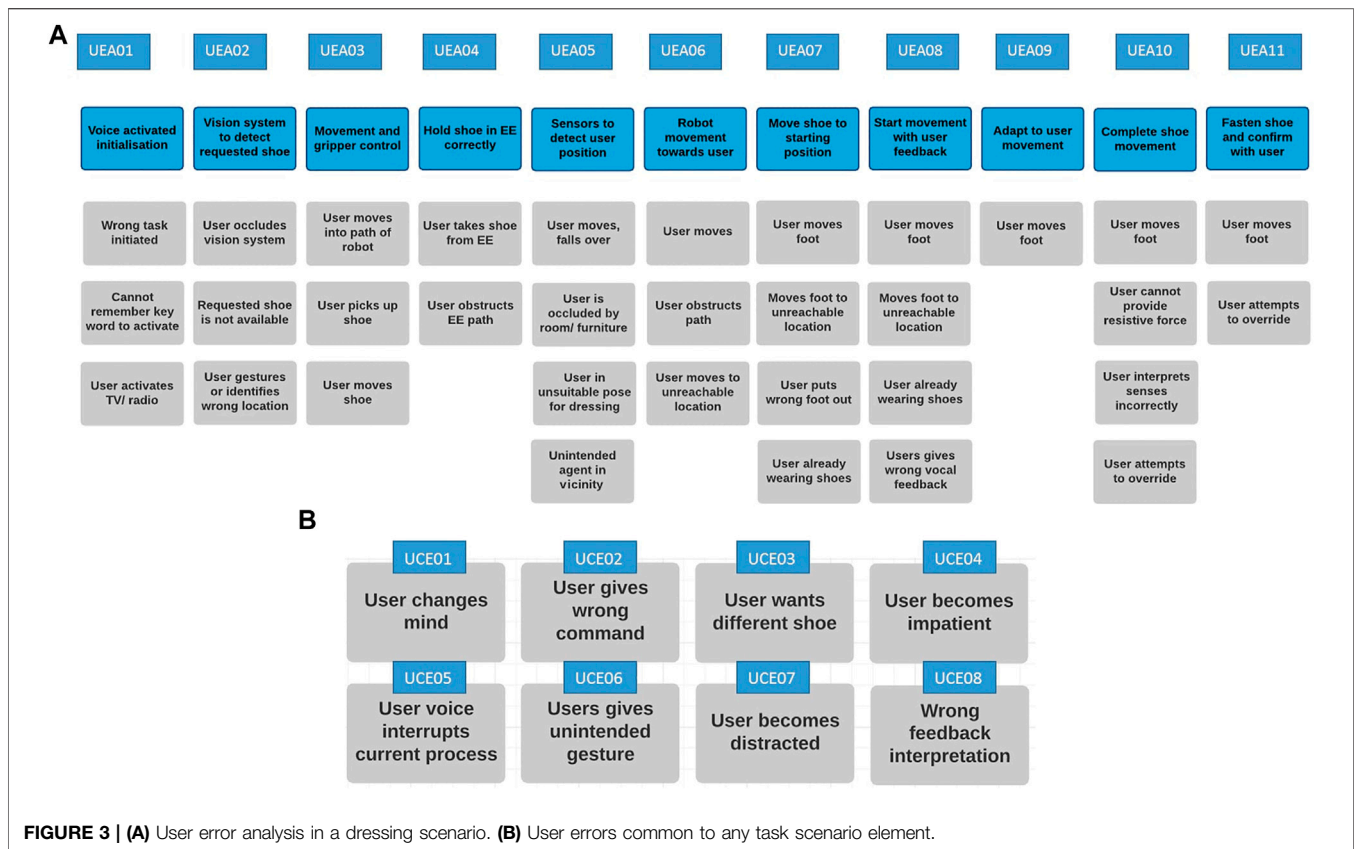 A
UEA01 UEA02 UEA03 UEA04 UEA05 UEA06 UEA07 UEA08 UEA09 UEA10 UEA11
Voice activated
initialisation
Vision system
to detect
requested shoe
Movement and
gripper control
Hold shoe in EE
correctly
Sensors to
detect user
position
Robot
movement
towards user
Move shoe to
starting
position
Start movement
with user
feedback
Adapt to user
movement
Complete shoe
movement
Fasten shoe
and confirm
with user
Wrong task
initiated
User occludes
vision system
User moves
into path of
robot
User takes shoe
from EE
User moves,
falls over
User moves
User moves
foot
User moves
foot
User moves
foot
User moves
foot
User moves
foot
Cannot
remember key
word to activate
Requested shoe
is not available
User picks up
shoe
User obstructs
EE path
User is
occluded by
room/ furniture
User obstructs
path
Moves foot to
unreachable
location
Moves foot to
unreachable
location
User cannot
provide
resistive force
User attempts
to override
User activates
TV/ radio
User gestures
or identifies
wrong location
User moves
shoe
User in
unsuitable pose
for dressing
User moves to
unreachable
location
User puts
wrong foot out
User already
wearing shoes
User interprets
senses
incorrectly
Unintended
agent in
vicinity
User already
wearing shoes
Users gives
wrong vocal
feedback
User attempts
to override
B
UCE01
User changes
mind
UCE02
User gives
wrong
command
UCE03
User wants
different shoe
UCE04
User becomes
impatient
UCE05
User voice
interrupts
current process
UCE06
Users gives
unintended
gesture
UCE07
User becomes
distracted
UCE08
Wrong
feedback
interpretation
FIGURE 3 | (A) User error analysis in a dressing scenario. (B) User errors common to any task scenario element.